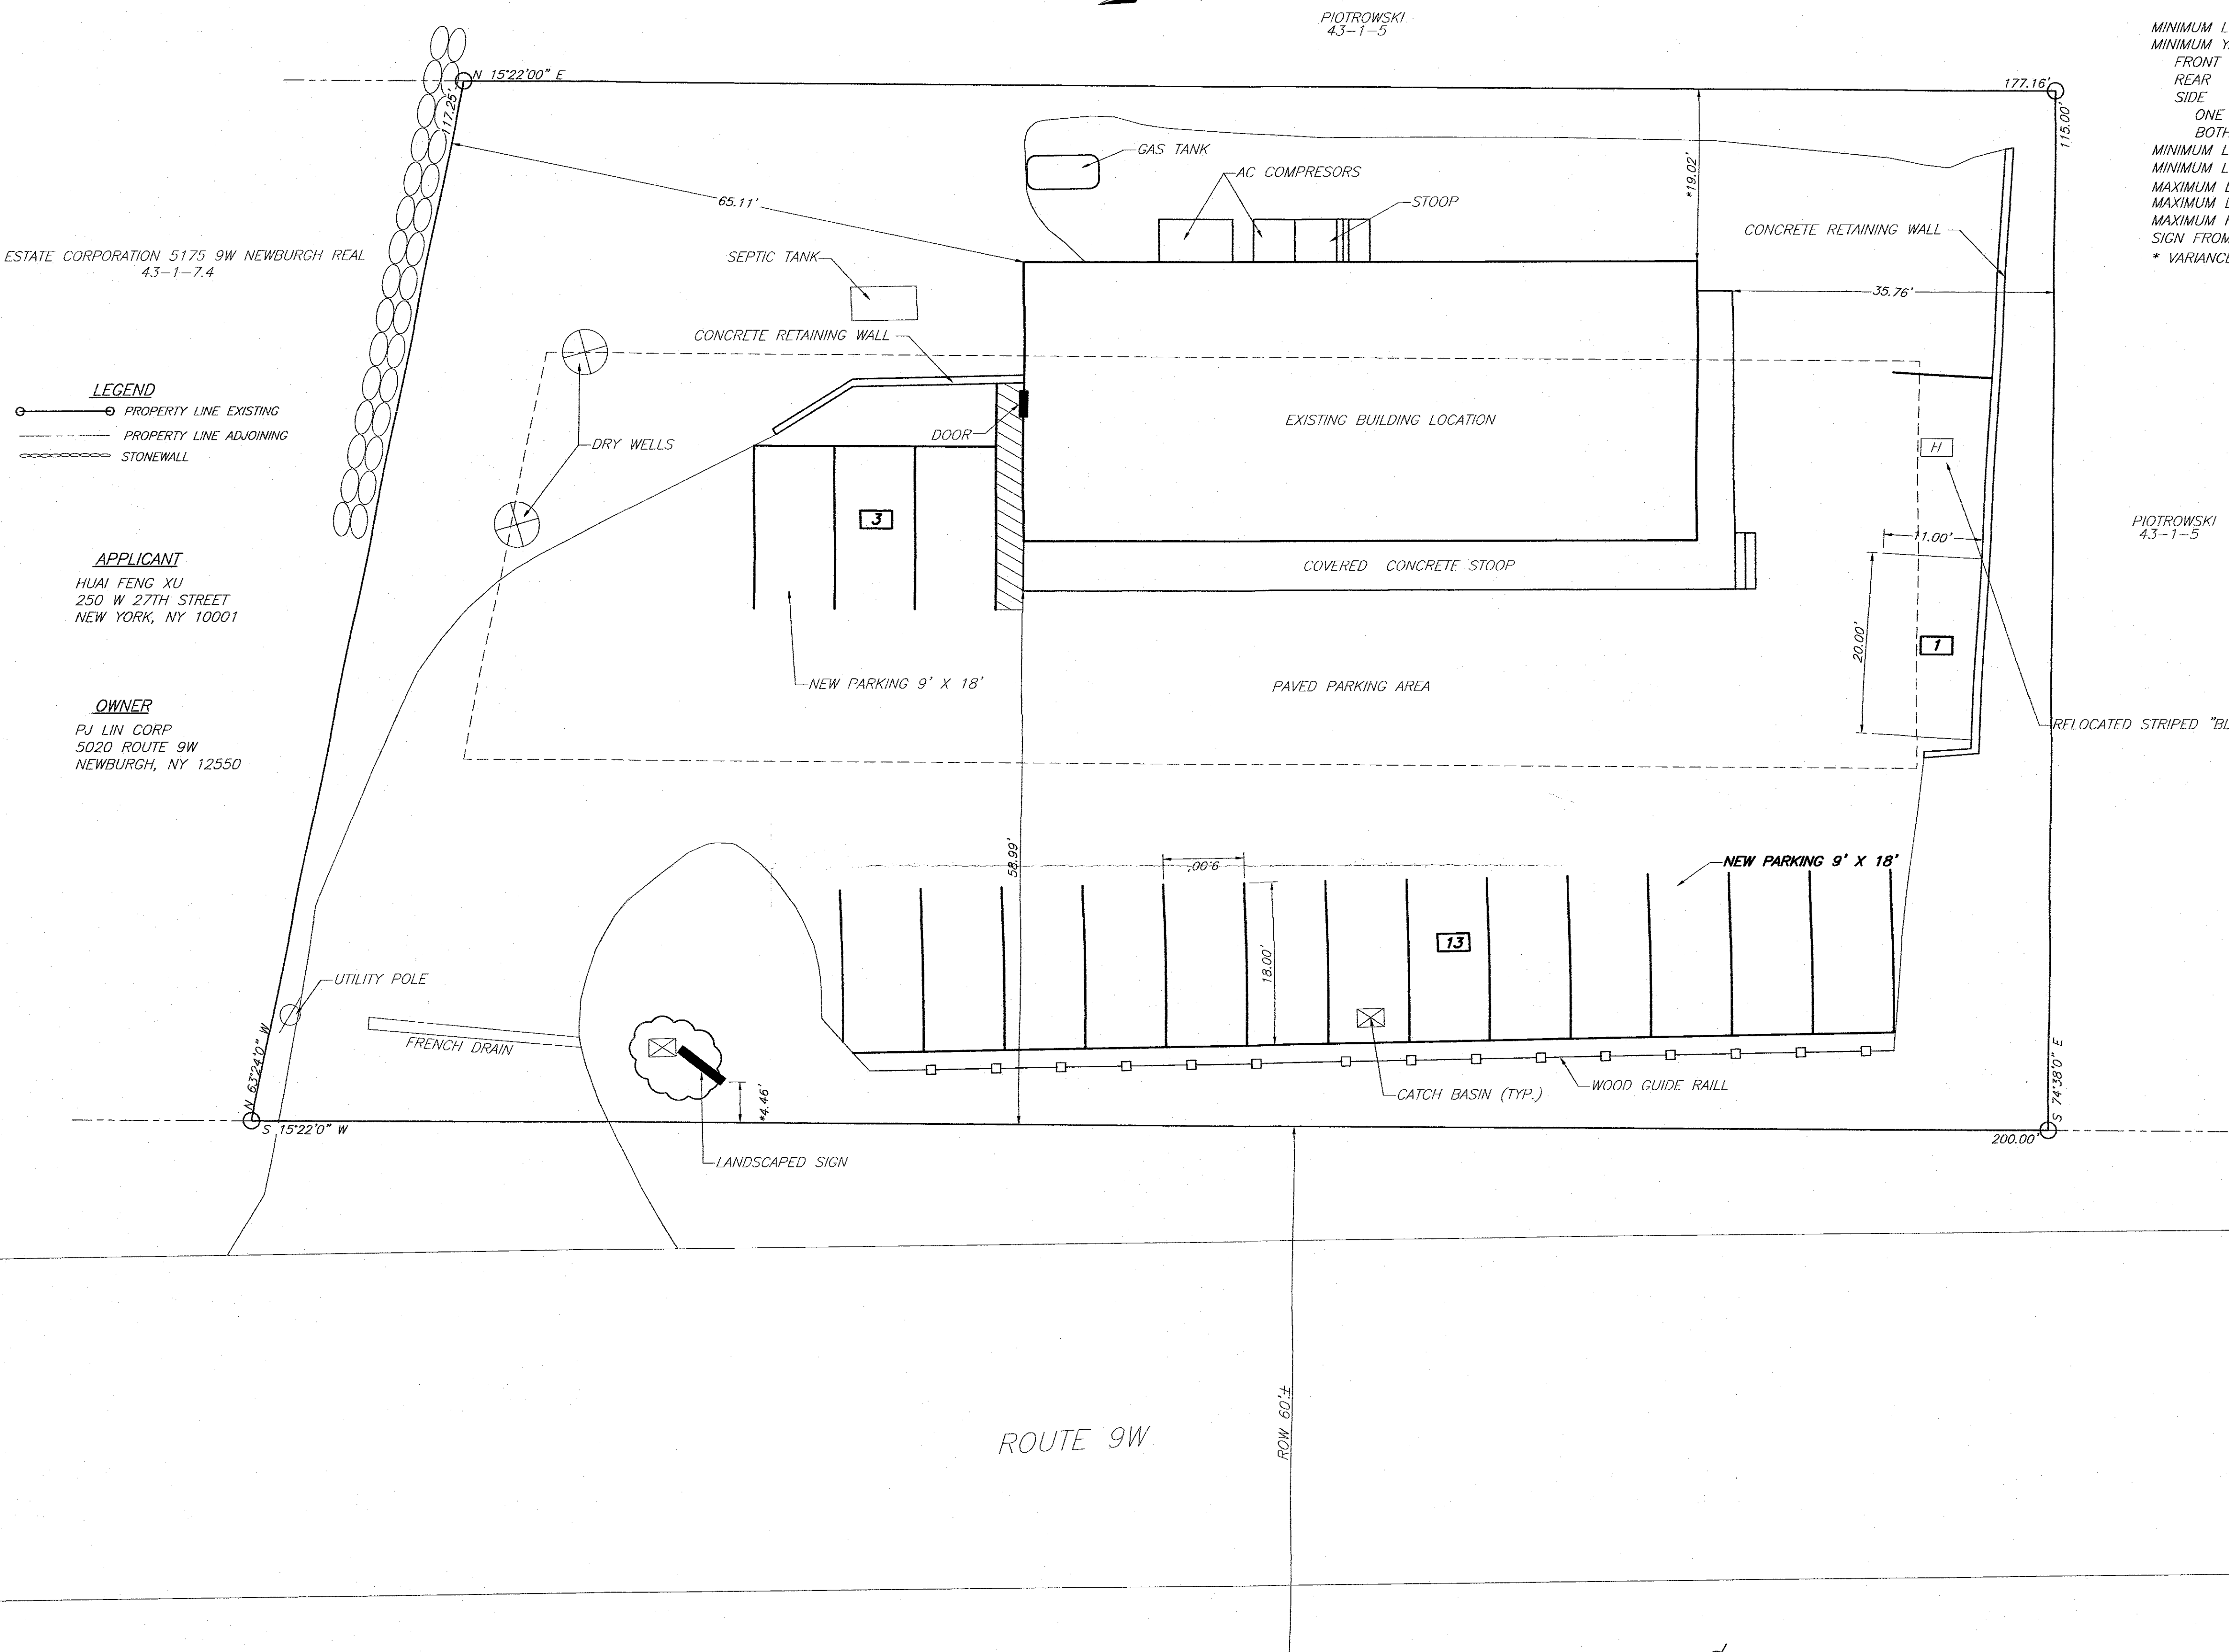 PIOTROWSKI
43-1-5
MINIMUM L
MINIMUM Y
FRONT
REAR
SIDE
ONE
BOTH
MINIMUM L
MINIMUM L
MAXIMUM
MAXIMUM
MAXIMUM
SIGN FROM
* VARIANCE
N 15°22'00" E
177.16'
117.25'
115.00'
GAS TANK
AC COMPRESORS
STOOP
*19.02'
65.11'
CONCRETE RETAINING WALL
SEPTIC TANK
ESTATE CORPORATION 5175 9W NEWBURGH REAL
43-1-7.4
35.76'
CONCRETE RETAINING WALL
LEGEND
PROPERTY LINE EXISTING
PROPERTY LINE ADJOINING
STONEWALL
DOOR
DRY WELLS
EXISTING BUILDING LOCATION
H
3
PIOTROWSKI
43-1-5
11.00'
APPLICANT
HUAI FENG XU
250 W 27TH STREET
NEW YORK, NY 10001
COVERED CONCRETE STOOP
20.00'
1
NEW PARKING 9' X 18'
PAVED PARKING AREA
OWNER
PJ LIN CORP
5020 ROUTE 9W
NEWBURGH, NY 12550
RELOCATED STRIPED "BL
58.99'
9.00'
NEW PARKING 9' X 18'
18.00'
13
UTILITY POLE
FRENCH DRAIN
N 63°24'0" W
S 15°22'0" W
*4.46'
CATCH BASIN (TYP.)
WOOD GUIDE RAILL
S 74°38'0" E
200.00'
LANDSCAPED SIGN
ROUTE 9W
ROW 60'±